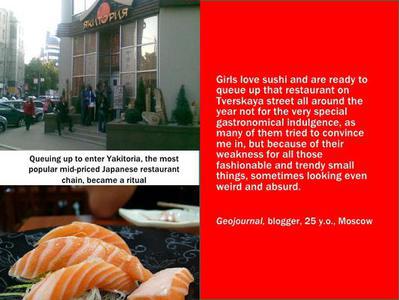 ЯКИТОРИЯ
Queuing up to enter Yakitoria, the most
popular mid-priced Japanese restaurant
chain, became a ritual
Girls love sushi and are ready to
queue up that restaurant on
Tverskaya street all around the
year not for the very special
gastronomical indulgence, as
many of them tried to convince
me in, but because of their
weakness for all those
fashionable and trendy small
things, sometimes looking even
weird and absurd.
Geojournal, blogger, 25 y.o., Moscow